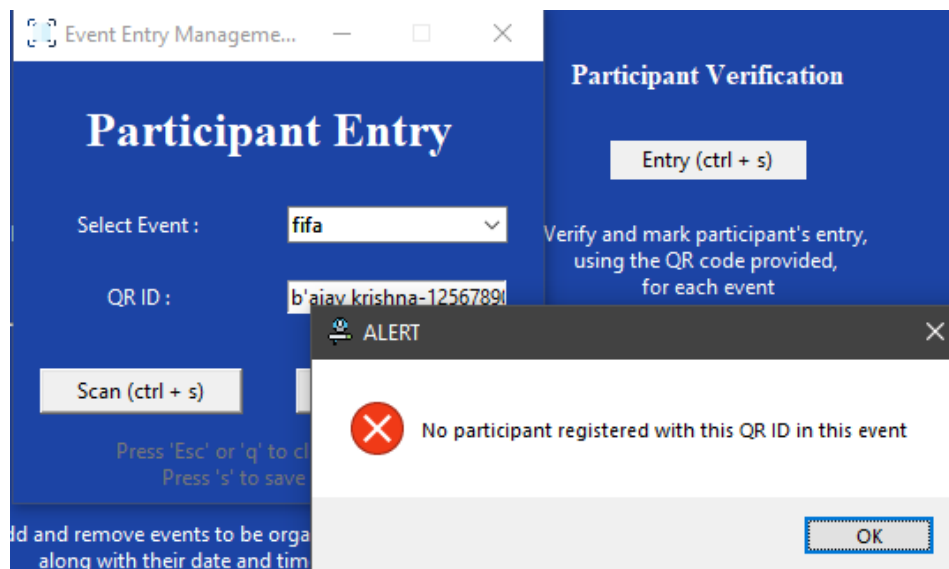 Event Entry Manageme...
Participant Entry
Select Event :
fifa
QR ID :
b'ajay krishna-1256789
Scan (ctrl + s)
Press 'Esc' or 'q' to cl
Press 's' to save
Participant Verification
Entry (ctrl + s)
Verify and mark participant's entry,
using the QR code provided,
for each event
ALERT
No participant registered with this QR ID in this event
OK
dd and remove events to be orga
along with their date and tim